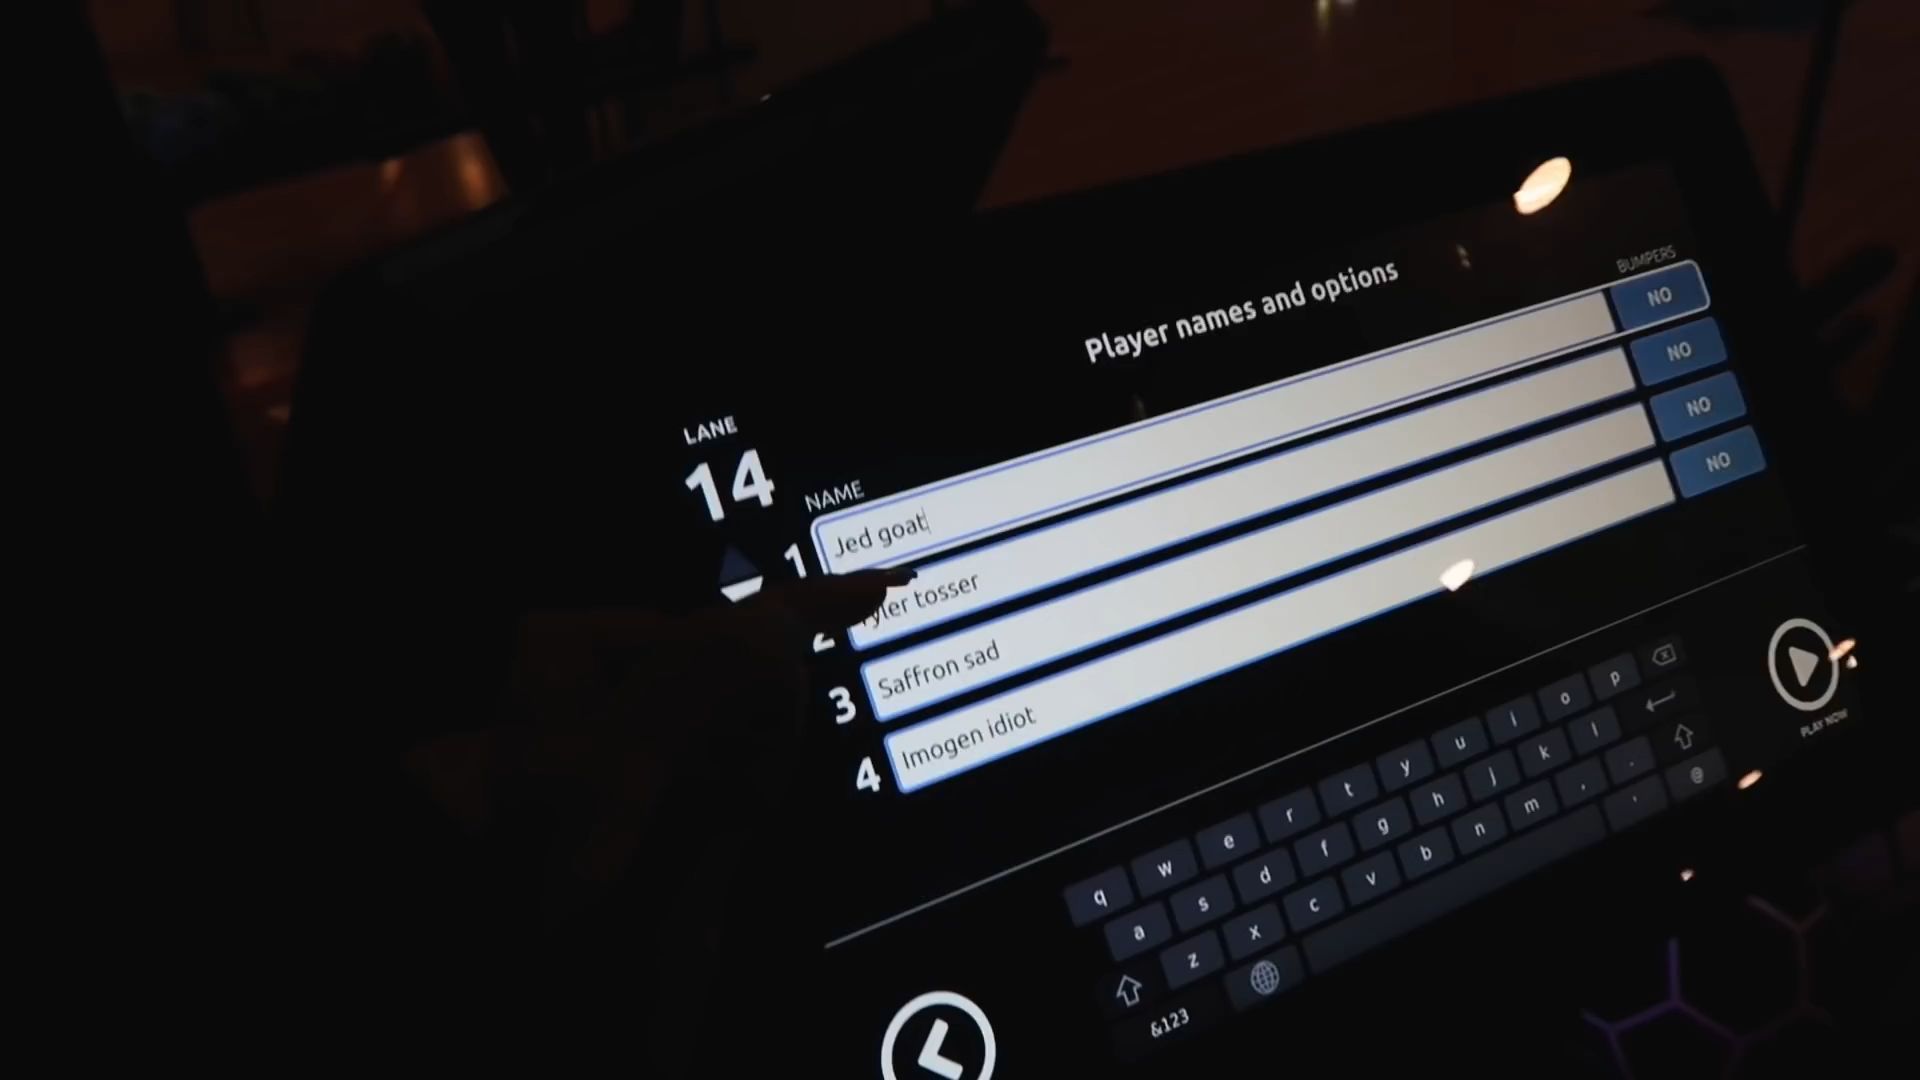 Player names and options
BUMPERS
LANE
14
NAME
1 Jed goat NO
2 yler tosser NO
3 Saffron sad NO
4 Imogen idiot NO
q w e r t y u i o p
a s d f g h j k l
z x c v b n m , .
&123 ' @
PLAY NOW